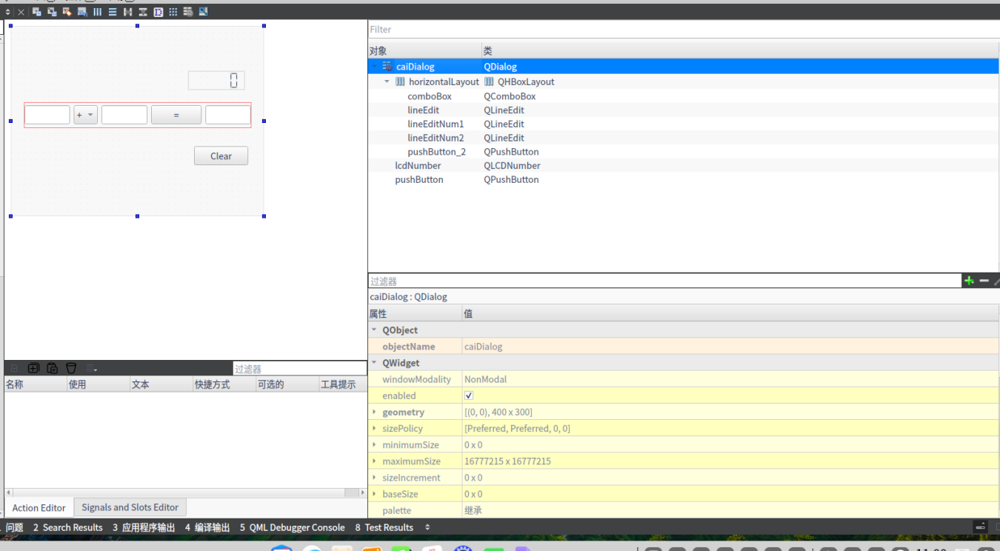 Filter
对象 类
caiDialog QDialog
horizontalLayout QHBoxLayout
comboBox QComboBox
lineEdit QLineEdit
lineEditNum1 QLineEdit
lineEditNum2 QLineEdit
pushButton_2 QPushButton
lcdNumber QLCDNumber
pushButton QPushButton
0
+ =
Clear
过滤器
caiDialog : QDialog
属性 值
QObject
objectName caiDialog
QWidget
windowModality NonModal
enabled
geometry [(0, 0), 400 x 300]
sizePolicy [Preferred, Preferred, 0, 0]
minimumSize 0 x 0
maximumSize 16777215 x 16777215
sizeIncrement 0 x 0
baseSize 0 x 0
palette 继承
过滤器
名称 使用 文本 快捷方式 可选的 工具提示
Action Editor Signals and Slots Editor
问题 2 Search Results 3 应用程序输出 4 编译输出 5 QML Debugger Console 8 Test Results